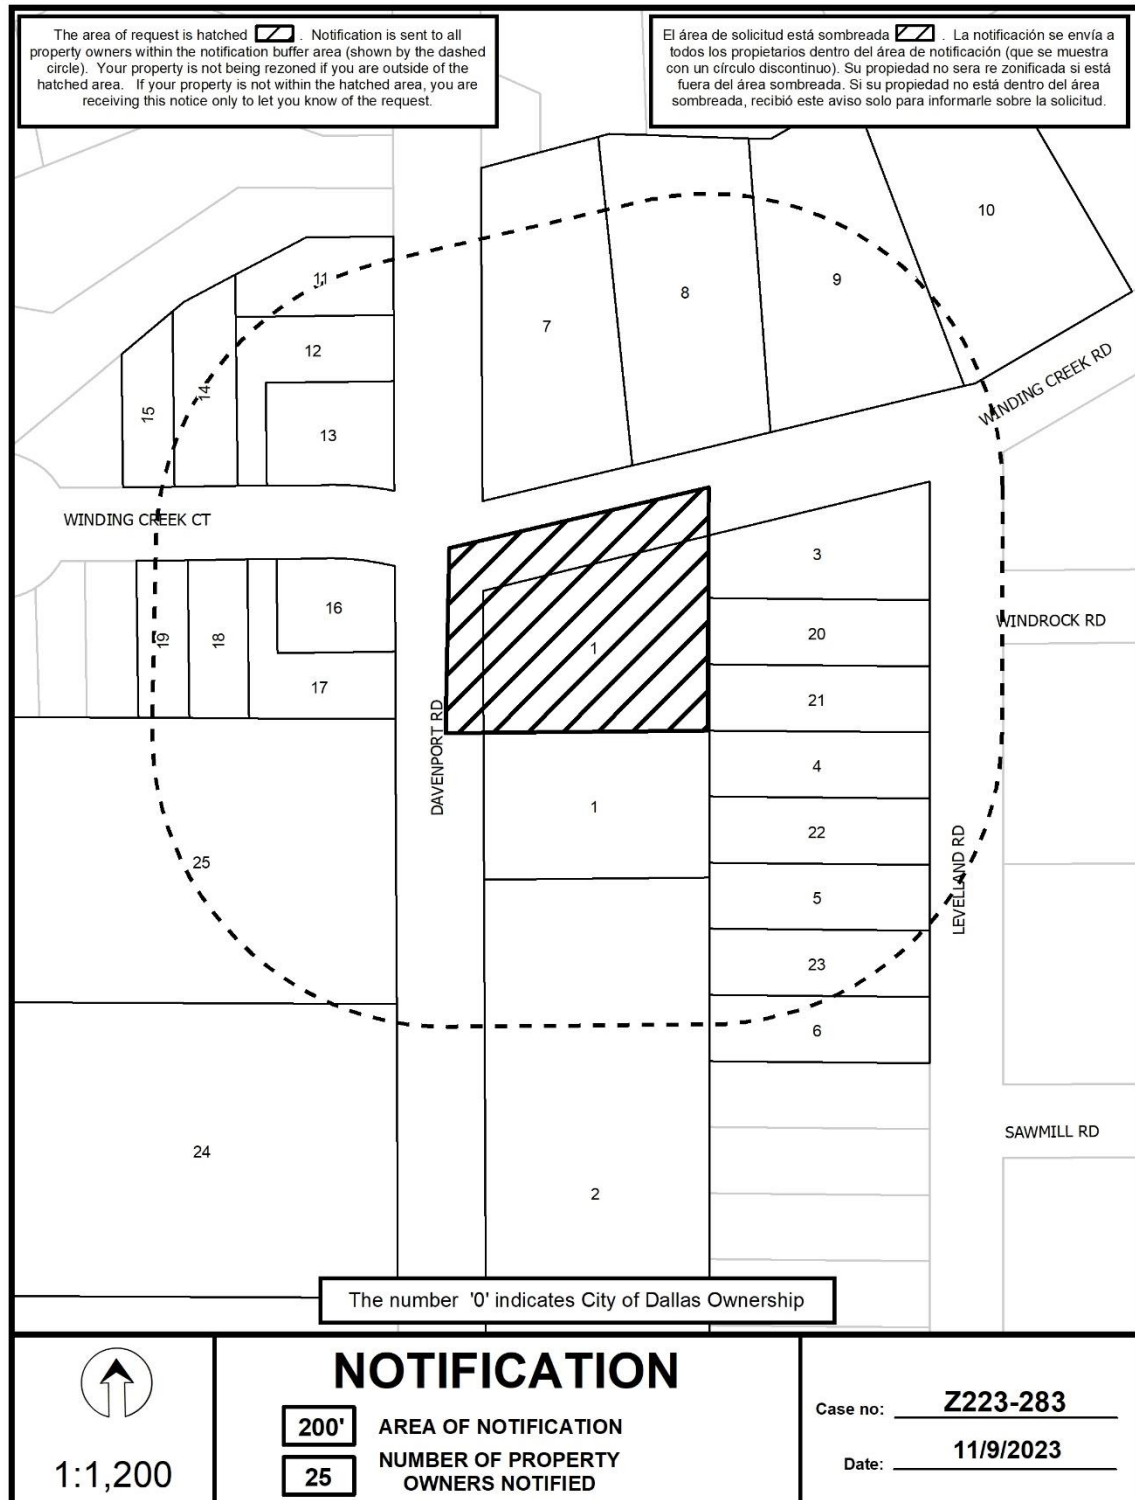 The area of request is hatched . Notification is sent to all
property owners within the notification buffer area (shown by the dashed
circle). Your property is not being rezoned if you are outside of the
hatched area. If your property is not within the hatched area, you are
receiving this notice only to let you know of the request.
El área de solicitud está sombreada . La notificación se envía a
todos los propietarios dentro del área de notificación (que se muestra
con un círculo discontinuo). Su propiedad no sera re zonificada si está
fuera del área sombreada. Si su propiedad no está dentro del área
sombreada, recibió este aviso solo para informarle sobre la solicitud.
10
11
9
8
7
12
WINDING CREEK RD
14
15
13
WINDING CREEK CT
3
16
WINDROCK RD
20
19
18
1
17
21
DAVENPORT RD
4
1
22
25
LEVELLAND RD
5
23
6
SAWMILL RD
24
2
The number '0' indicates City of Dallas Ownership
1:1,200
NOTIFICATION
200' AREA OF NOTIFICATION
25 NUMBER OF PROPERTY
OWNERS NOTIFIED
Case no: Z223-283
Date: 11/9/2023